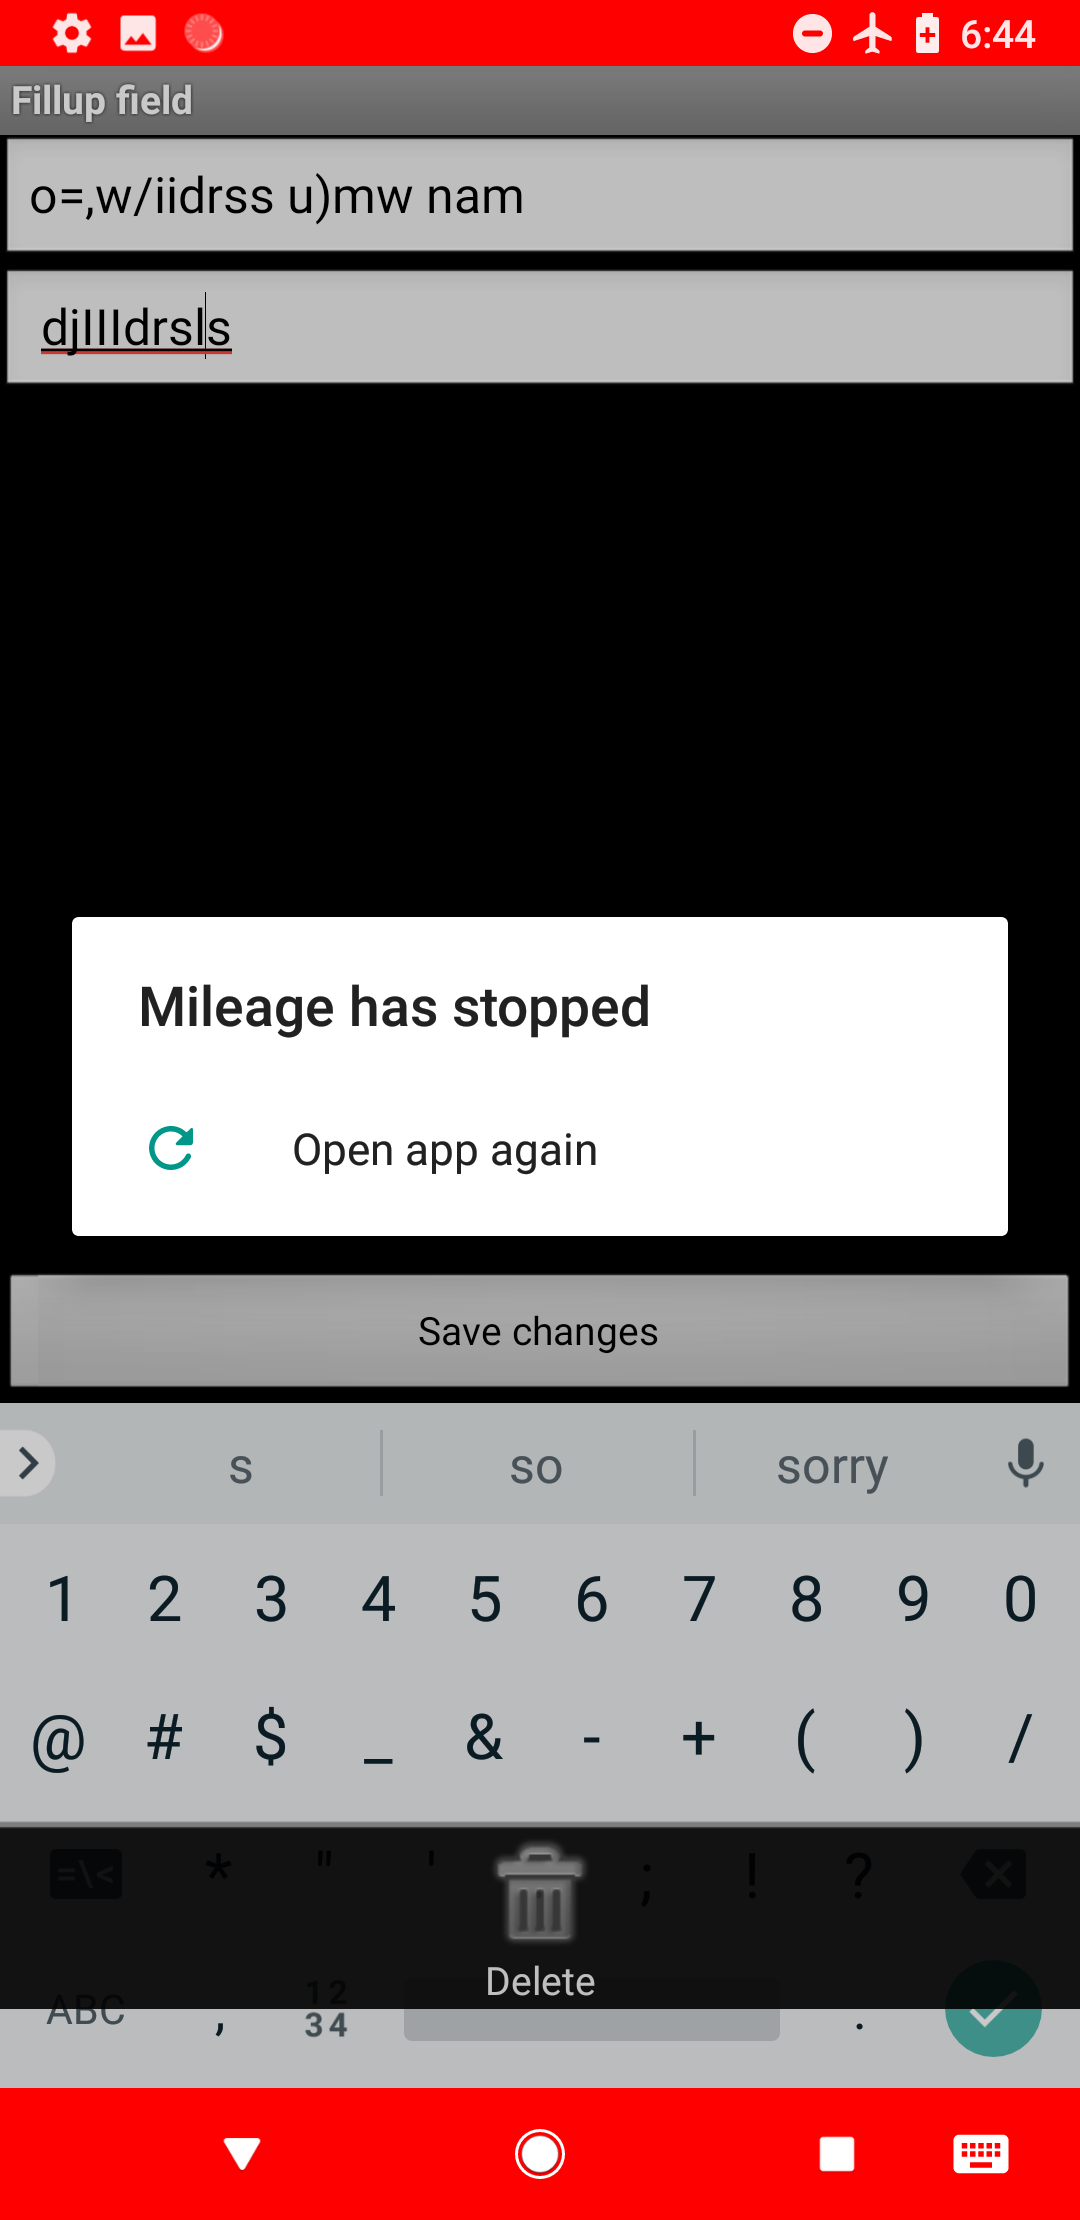 6:44
Fillup field
o=,w/iidrss u)mw nam
Mileage has stopped
Open app again
Save changes
s so sorry
1 2 3 4 5 6 7 8 9 0
@ # $ _ & - + ( ) /
=\< * " ' ; ! ?
Delete
ABC , 12 34 .